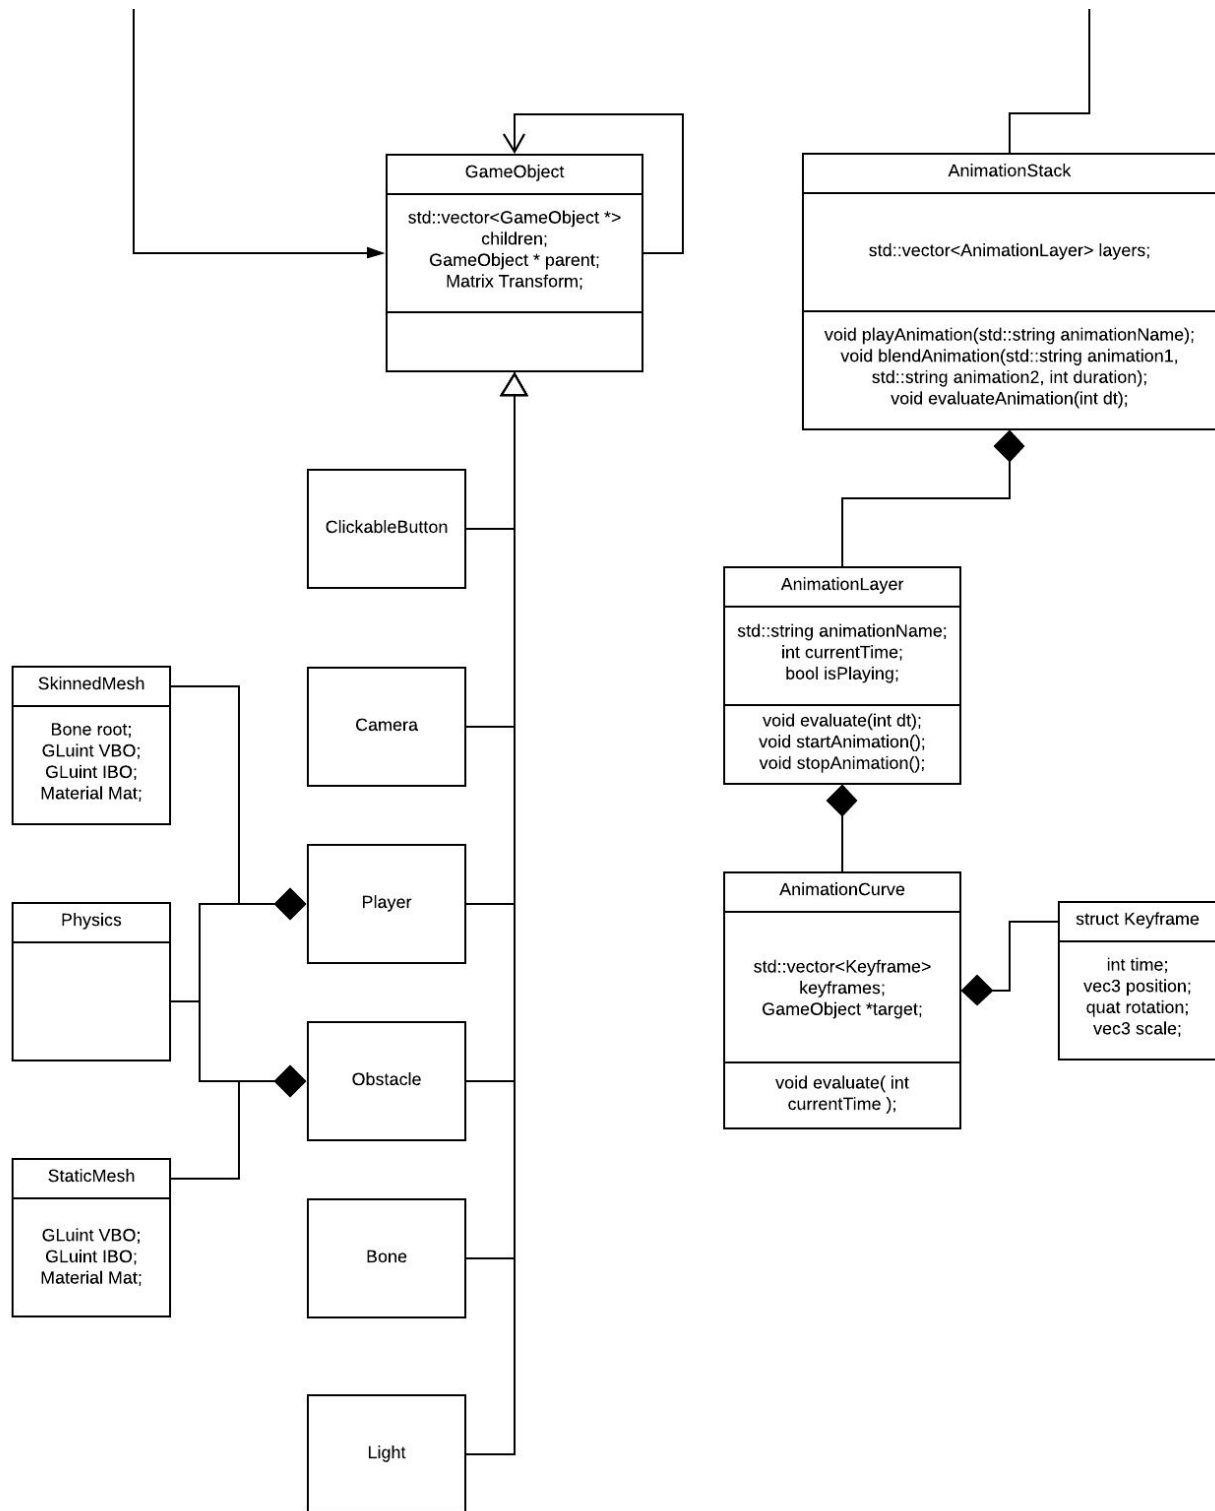 GameObject
std::vector<GameObject *>
children;
GameObject * parent;
Matrix Transform;
AnimationStack
std::vector<AnimationLayer> layers;
void playAnimation(std::string animationName);
void blendAnimation(std::string animation1,
std::string animation2, int duration);
void evaluateAnimation(int dt);
ClickableButton
AnimationLayer
std::string animationName;
int currentTime;
bool isPlaying;
void evaluate(int dt);
void startAnimation();
void stopAnimation();
SkinnedMesh
Bone root;
GLuint VBO;
GLuint IBO;
Material Mat;
Camera
Player
Physics
AnimationCurve
std::vector<Keyframe>
keyframes;
GameObject *target;
void evaluate( int
currentTime );
struct Keyframe
int time;
vec3 position;
quat rotation;
vec3 scale;
Obstacle
StaticMesh
GLuint VBO;
GLuint IBO;
Material Mat;
Bone
Light